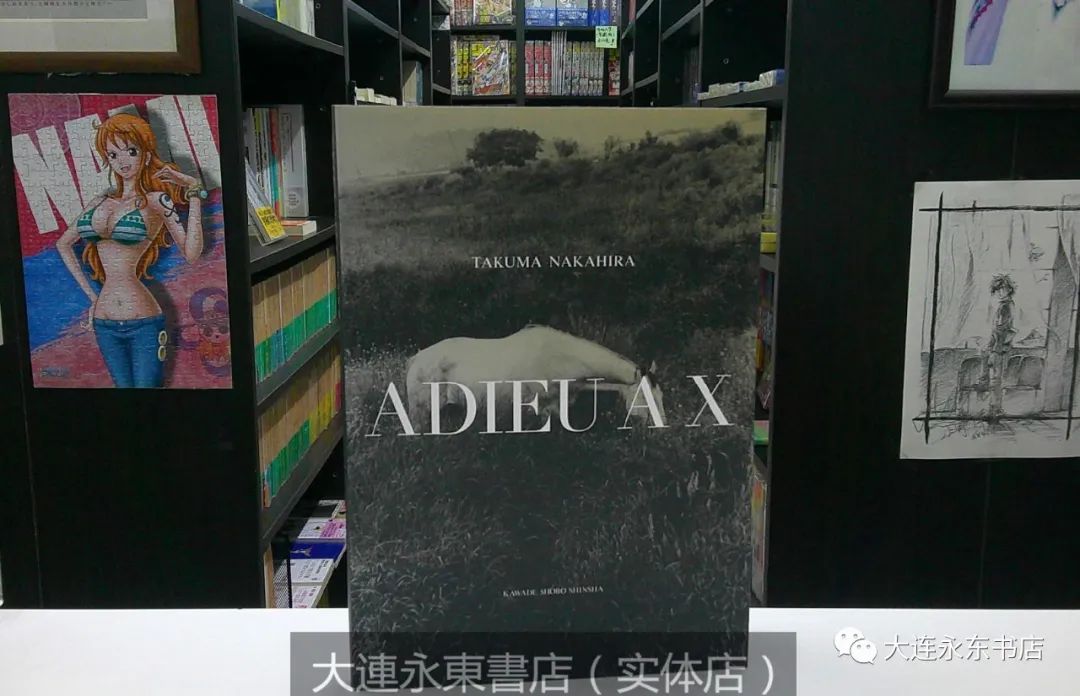 NAMI
TAKUMA NAKAHIRA
ADIEU A X
KAWADE SHOBO SHINSHA
大連永東書店（实体店）
大连永东书店